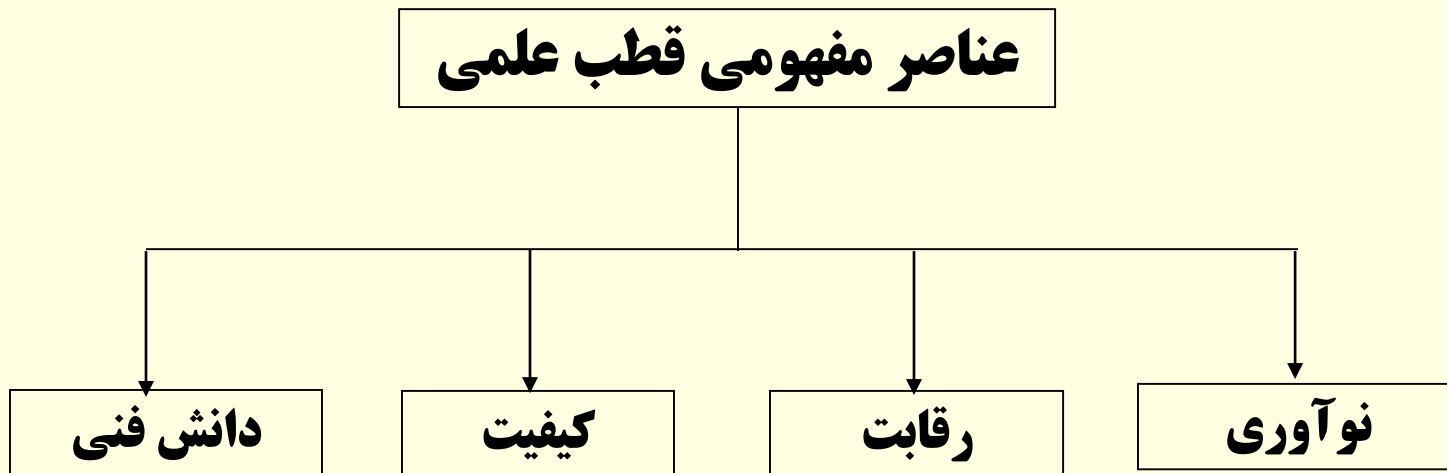 عناصر مفهومی قطب علمی
نوآوری
رقابت
کیفیت
دانش فنی